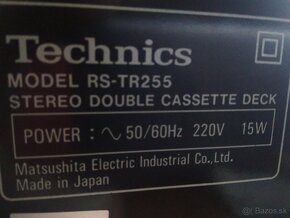 Technics
MODEL RS-TR255
STEREO DOUBLE CASSETTE DECK
POWER: ∿ 50/60Hz 220V 15W
Matsushita Electric Industrial Co.,Ltd.
Made in Japan
bazos.sk